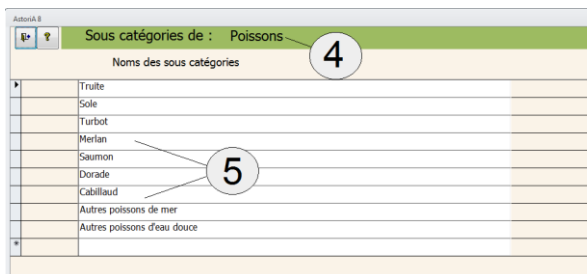 AstoriA 8
? Sous catégories de : Poissons
4
Noms des sous catégories
Truite
Sole
Turbot
Merlan
Saumon
5
Dorade
Cabillaud
Autres poissons de mer
Autres poissons d'eau douce
*